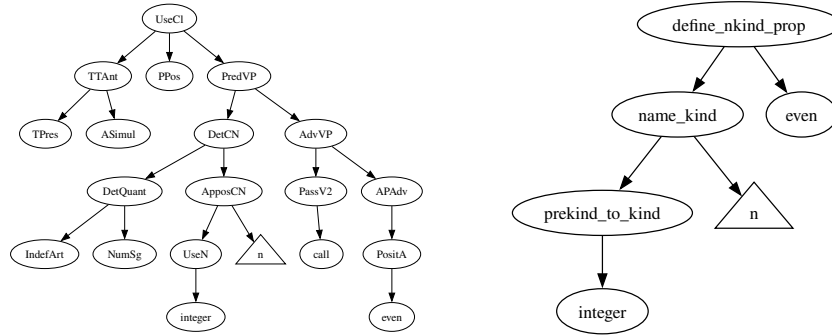 UseCl
TTAnt PPos PredVP
TPres ASimul DetCN AdvVP
DetQuant ApposCN PassV2 APAdv
IndefArt NumSg UseN n call PositA
integer even
define_nkind_prop
name_kind even
prekind_to_kind n
integer